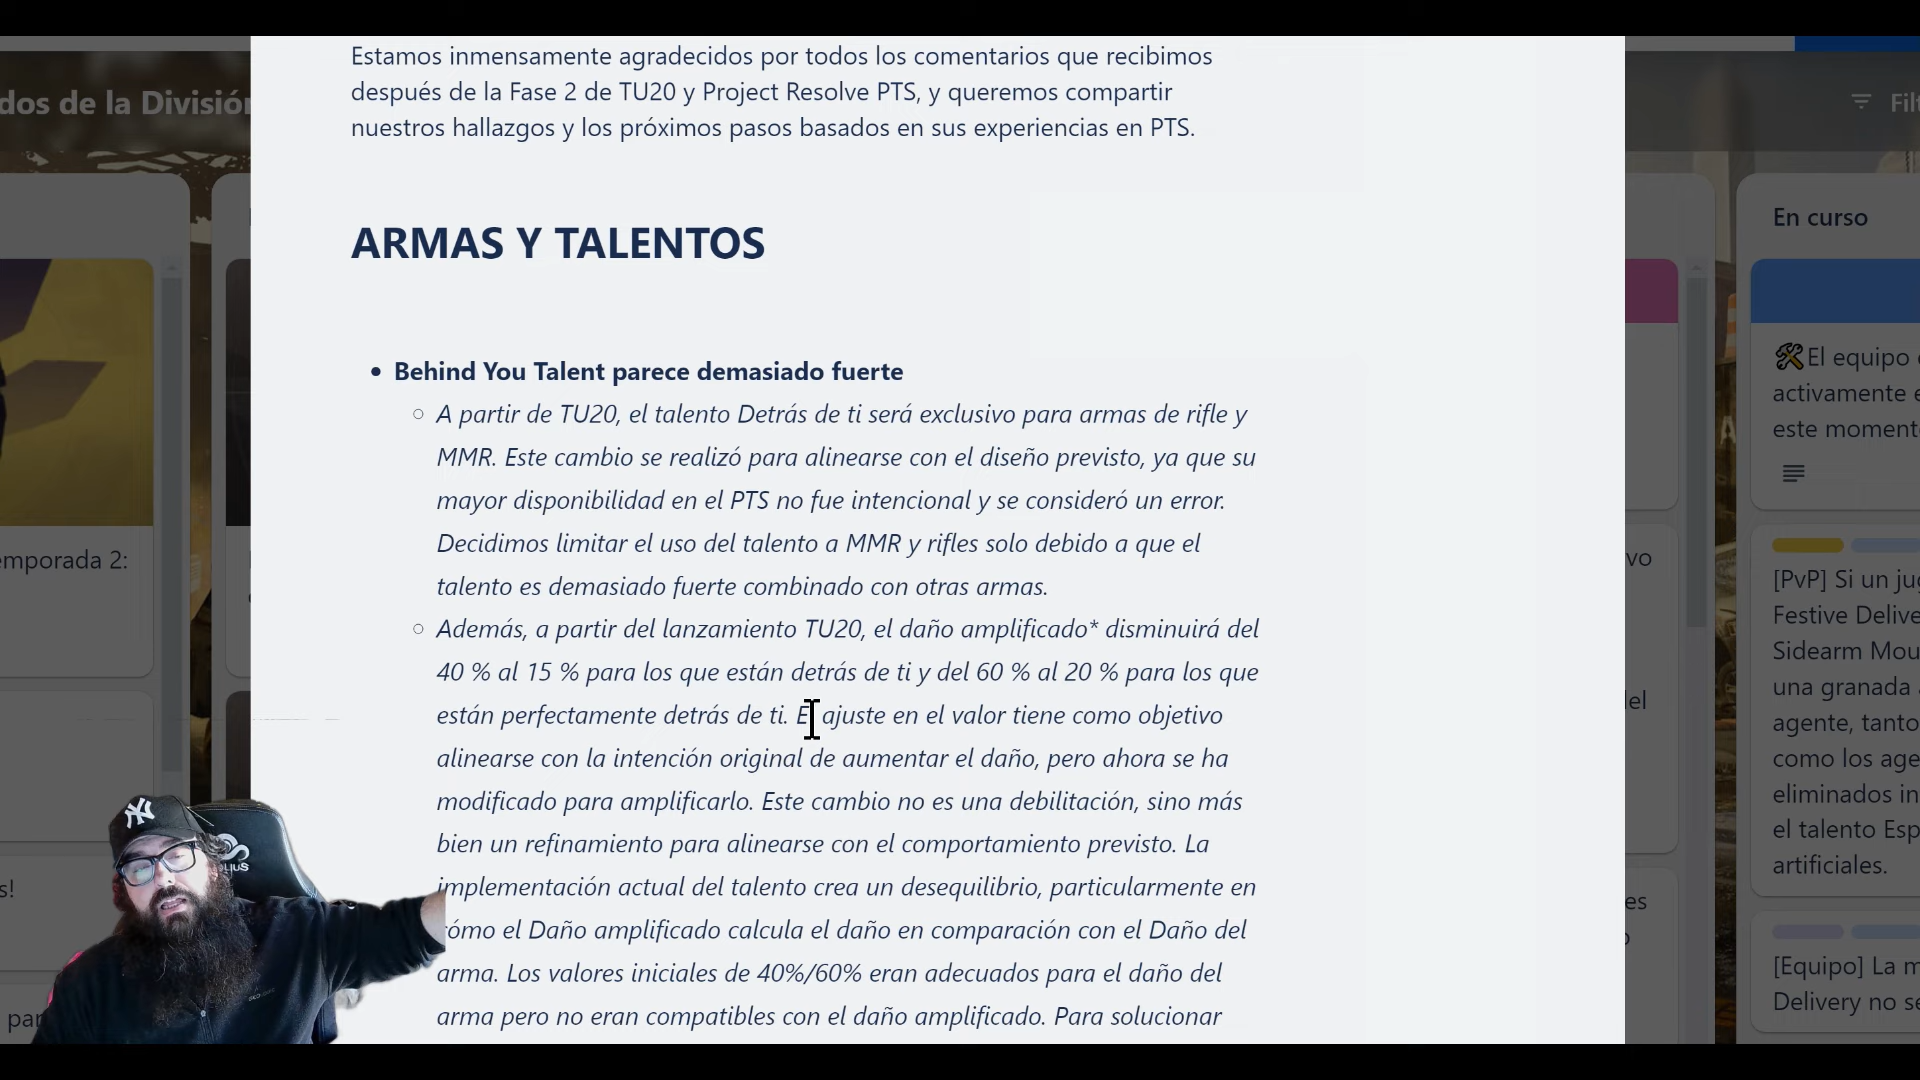 Estamos inmensamente agradecidos por todos los comentarios que recibimos
después de la Fase 2 de TU20 y Project Resolve PTS, y queremos compartir
nuestros hallazgos y los próximos pasos basados en sus experiencias en PTS.
ARMAS Y TALENTOS
• Behind You Talent parece demasiado fuerte
○ A partir de TU20, el talento Detrás de ti será exclusivo para armas de rifle y
MMR. Este cambio se realizó para alinearse con el diseño previsto, ya que su
mayor disponibilidad en el PTS no fue intencional y se consideró un error.
Decidimos limitar el uso del talento a MMR y rifles solo debido a que el
talento es demasiado fuerte combinado con otras armas.
○ Además, a partir del lanzamiento TU20, el daño amplificado* disminuirá del
40 % al 15 % para los que están detrás de ti y del 60 % al 20 % para los que
están perfectamente detrás de ti. El ajuste en el valor tiene como objetivo
alinearse con la intención original de aumentar el daño, pero ahora se ha
modificado para amplificarlo. Este cambio no es una debilitación, sino más
bien un refinamiento para alinearse con el comportamiento previsto. La
implementación actual del talento crea un desequilibrio, particularmente en
cómo el Daño amplificado calcula el daño en comparación con el Daño del
arma. Los valores iniciales de 40%/60% eran adecuados para el daño del
arma pero no eran compatibles con el daño amplificado. Para solucionar
dos de la División
emporada 2:
s!
par
NY
Filt
vo
del
es
o
En curso
🛠El equipo
activamente e
este moment
[PvP] Si un jug
Festive Delive
Sidearm Mou
una granada
agente, tanto
como los age
eliminados in
el talento Esp
artificiales.
[Equipo] La m
Delivery no se